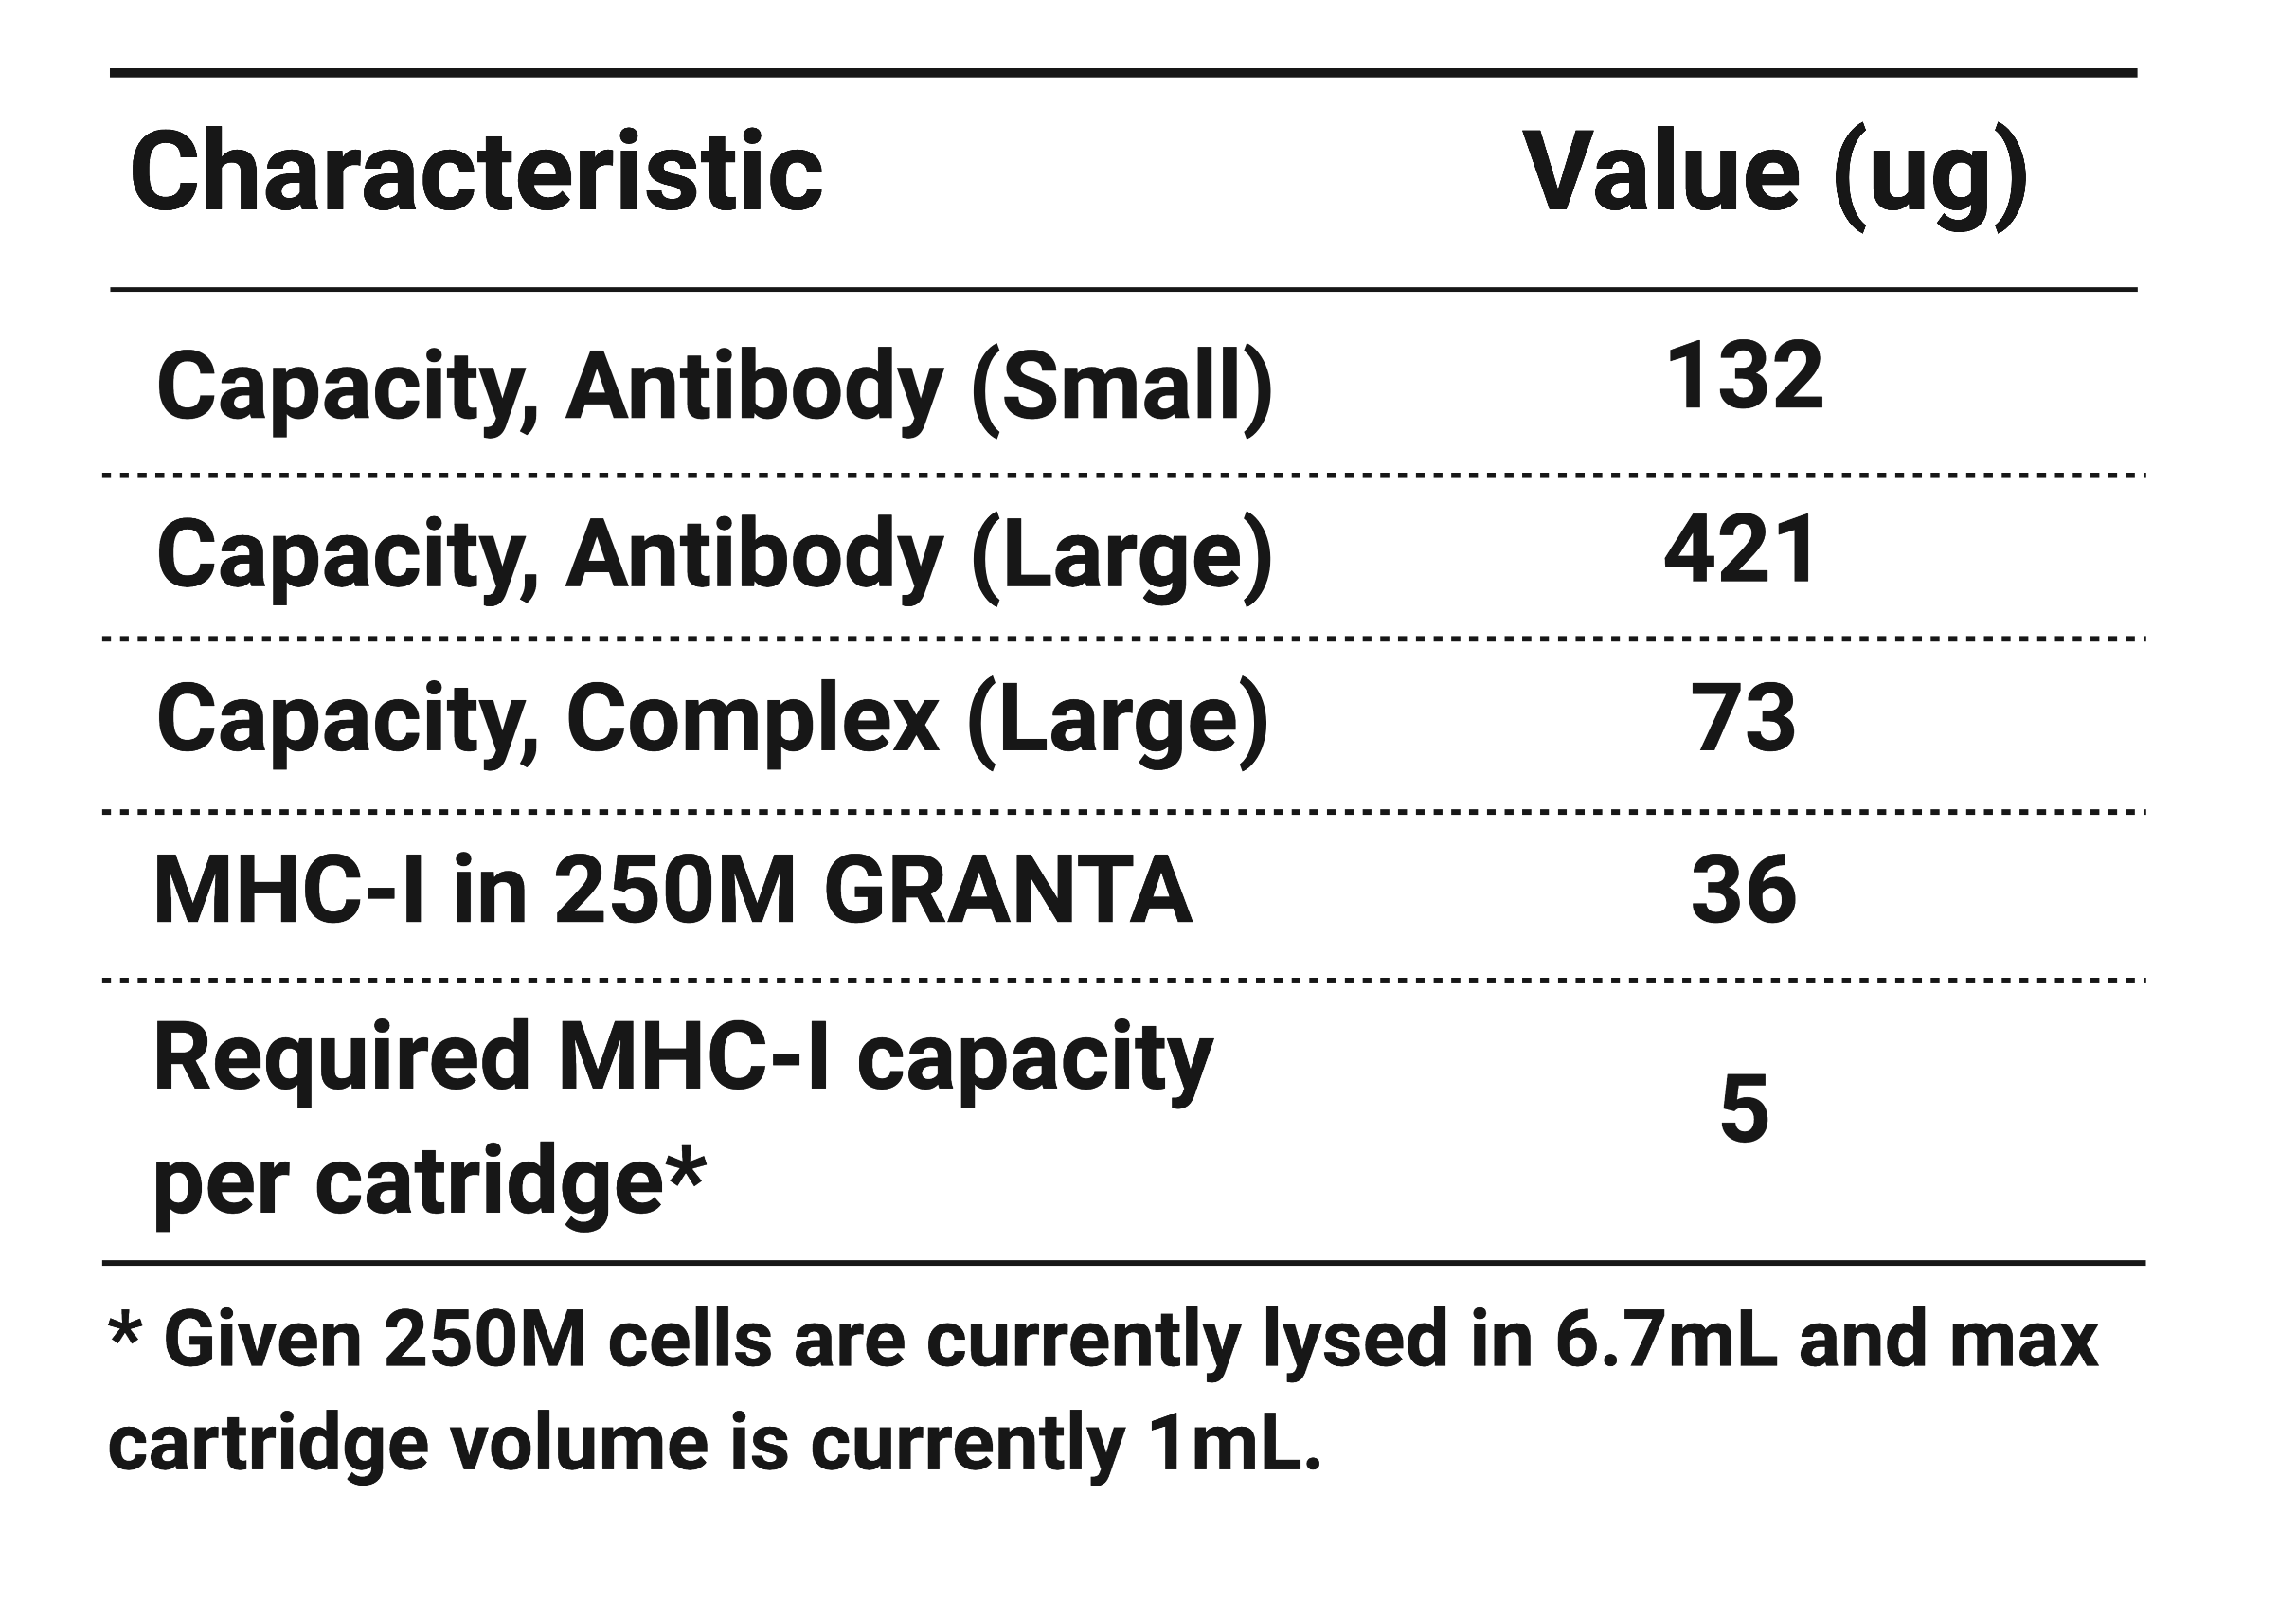 Characteristic Value (ug)
Capacity, Antibody (Small) 132
Capacity, Antibody (Large) 421
Capacity, Complex (Large) 73
MHC-I in 250M GRANTA 36
Required MHC-I capacity
per catridge* 5
* Given 250M cells are currently lysed in 6.7mL and max
cartridge volume is currently 1mL.